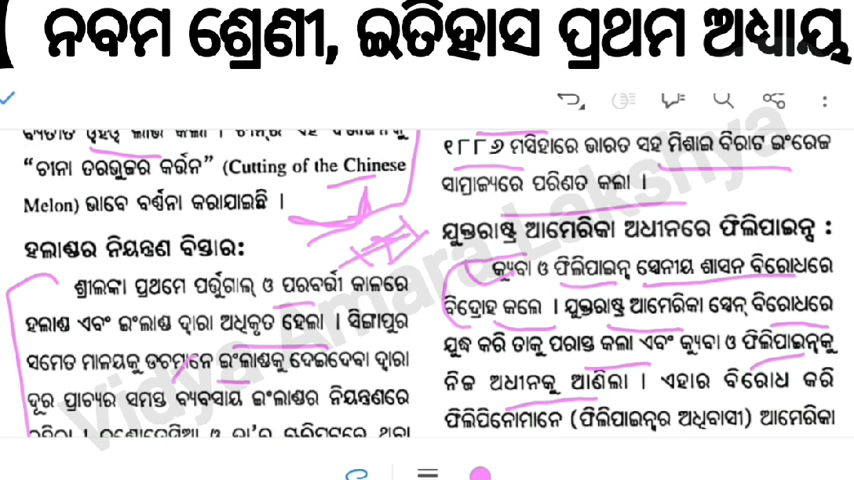 ନବମ ଶ୍ରେଣୀ, ଇତିହାସ ପ୍ରଥମ ଅଧ୍ୟାୟ
“ଚୀନା ତରଭୁଜର କର୍ତ୍ତନ” (Cutting of the Chinese
Melon) ଭାବେ ବର୍ଣ୍ଣନା କରାଯାଇଛି ।
ହଲାଣ୍ଡର ନିୟନ୍ତ୍ରଣ ବିସ୍ତାର:
ଶ୍ରୀଲଙ୍କା ପ୍ରଥମେ ପର୍ତ୍ତୁଗାଲ୍ ଓ ପରବର୍ତ୍ତୀ କାଳରେ
ହଲାଣ୍ଡ ଏବଂ ଇଂଲାଣ୍ଡ ଦ୍ୱାରା ଅଧିକୃତ ହେଲା । ସିଙ୍ଗାପୁର
ସମେତ ମାଳୟକୁ ଡଚ୍‌ମାନେ ଇଂଲାଣ୍ଡକୁ ଦେଇଦେବା ଦ୍ୱାରା
ଦୂର ପ୍ରାଚ୍ୟର ସମସ୍ତ ବ୍ୟବସାୟ ଇଂଲାଣ୍ଡର ନିୟନ୍ତ୍ରଣରେ
୧୮୮୬ ମସିହାରେ ଭାରତ ସହ ମିଶାଇ ବିରାଟ ଇଂରେଜ
ସାମ୍ରାଜ୍ୟରେ ପରିଣତ କଲା ।
ଯୁକ୍ତରାଷ୍ଟ୍ର ଆମେରିକା ଅଧୀନରେ ଫିଲିପାଇନ୍ସ :
କ୍ୟୁବା ଓ ଫିଲିପାଇନ୍ସ ସ୍ପେନୀୟ ଶାସନ ବିରୋଧରେ
ବିଦ୍ରୋହ କଲେ । ଯୁକ୍ତରାଷ୍ଟ୍ର ଆମେରିକା ସ୍ପେନ୍ ବିରୋଧରେ
ଯୁଦ୍ଧ କରି ତାକୁ ପରାସ୍ତ କଲା ଏବଂ କ୍ୟୁବା ଓ ଫିଲିପାଇନ୍ସକୁ
ନିଜ ଅଧୀନକୁ ଆଣିଲା । ଏହାର ବିରୋଧ କରି
ଫିଲିପିନୋମାନେ (ଫିଲିପାଇନ୍ସର ଅଧିବାସୀ) ଆମେରିକା
Vidya Amara Lakshya